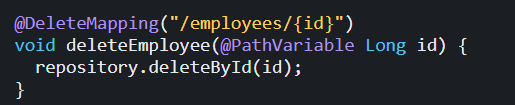 @DeleteMapping("/employees/{id}")
void deleteEmployee(@PathVariable Long id) {
  repository.deleteById(id);
}